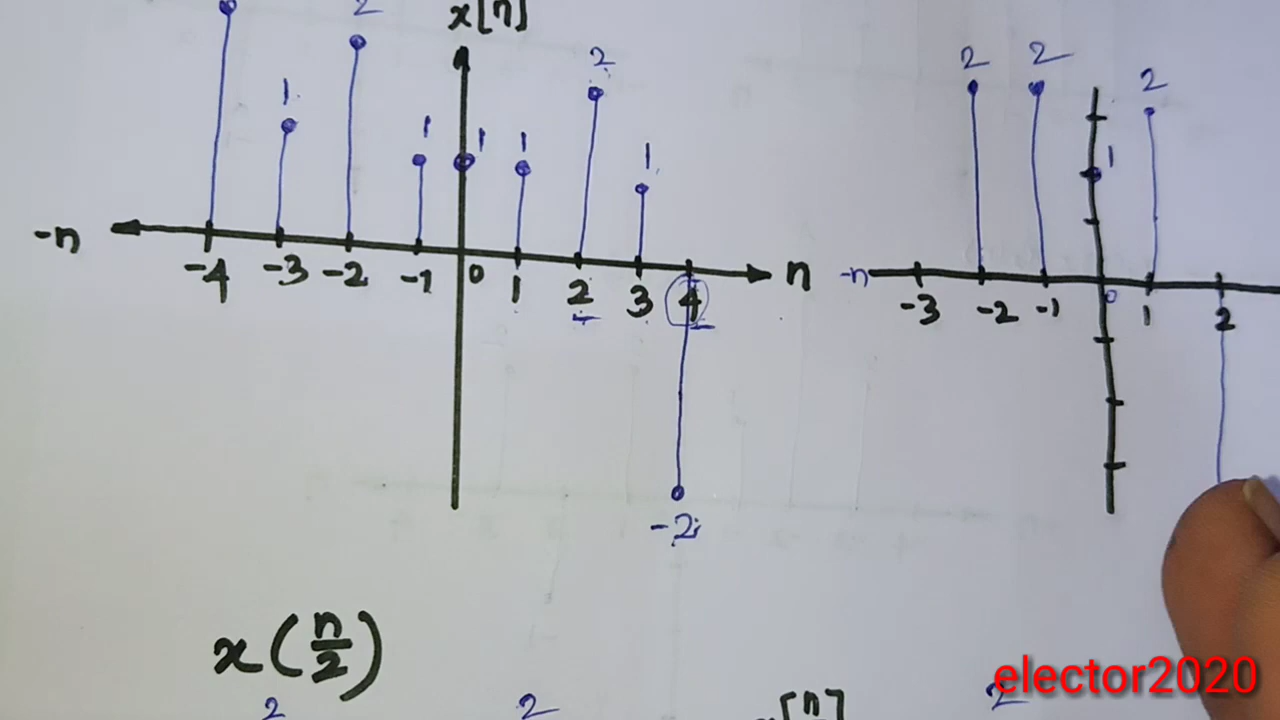 2 x[n]
1 2 2 2
1 1 1 1 2 1
-n n -n
-4 -3 -2 -1 0 1 2 3 4 -3 -2 -1 0 1 2
-2
x(n/2)
elector2020
2 2 2